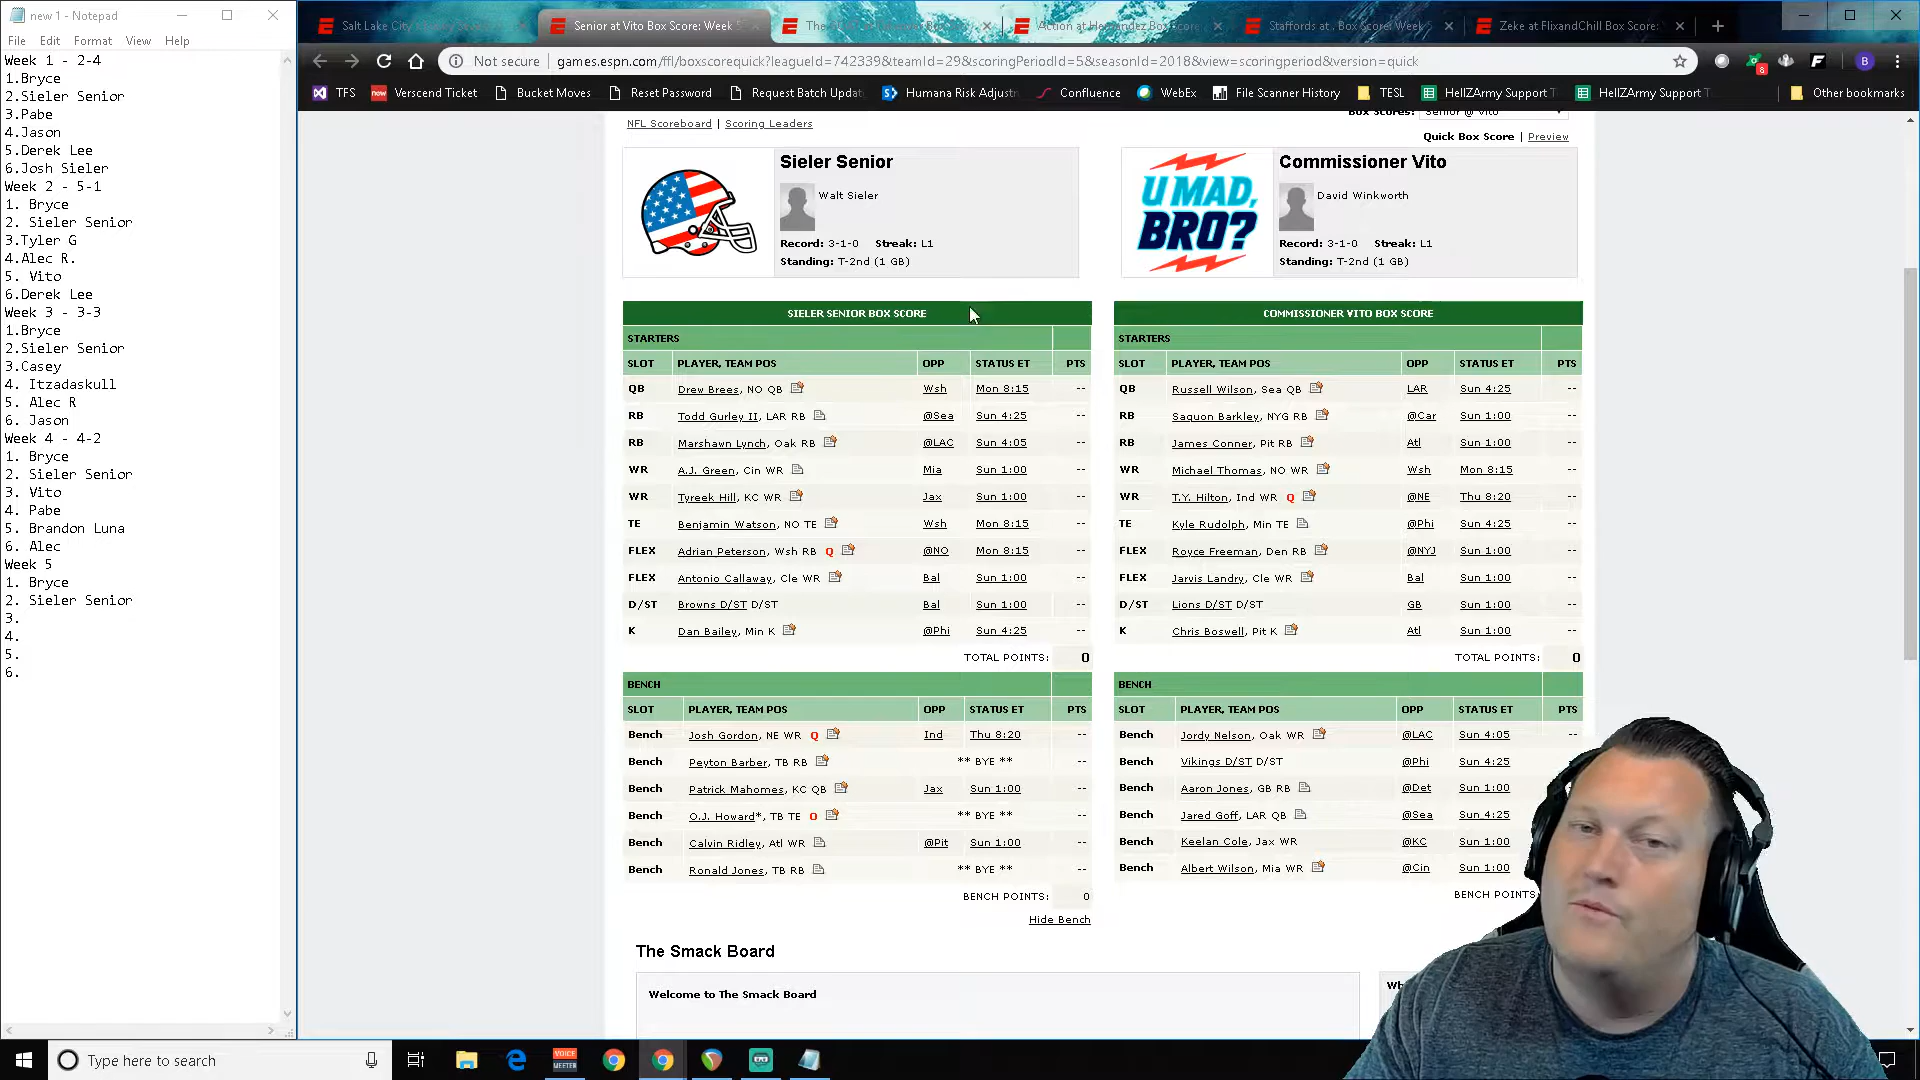 new 1 - Notepad
File Edit Format View Help
Week 1 - 2-4
1.Bryce
2.Sieler Senior
3.Pabe
4.Jason
5.Derek Lee
6.Josh Sieler
Week 2 - 5-1
1. Bryce
2. Sieler Senior
3.Tyler G
4.Alec R.
5. Vito
6.Derek Lee
Week 3 - 3-3
1.Bryce
2.Sieler Senior
3.Casey
4. Itzadaskull
5. Alec R
6. Jason
Week 4 - 4-2
1. Bryce
2. Sieler Senior
3. Vito
4. Pabe
5. Brandon Luna
6. Alec
Week 5
1. Bryce
2. Sieler Senior
3.
4.
5.
6.
Salt Lake City
Senior at Vito Box Score: Week 5
Action at Hernandez Box Score
Staffords at . Box Score: Week 5
Zeke at FlixandChill Box Score:
Not secure games.espn.com/ffl/boxscorequick?leagueId=742339&teamId=29&scoringPeriodId=5&seasonId=2018&view=scoringperiod&version=quick
8
B
TFS Verscend Ticket Bucket Moves Reset Password Request Batch Updat Humana Risk Adjustm Confluence WebEx File Scanner History TESL HellZArmy Support T HellZArmy Support T Other bookmarks
NFL Scoreboard | Scoring Leaders
Box Scores: Senior @ Vito
Quick Box Score | Preview
Sieler Senior
Walt Sieler
Record: 3-1-0 Streak: L1
Standing: T-2nd (1 GB)
U MAD,
BRO?
Commissioner Vito
David Winkworth
Record: 3-1-0 Streak: L1
Standing: T-2nd (1 GB)
SIELER SENIOR BOX SCORE
STARTERS
SLOT PLAYER, TEAM POS OPP STATUS ET PTS
QB Drew Brees, NO QB Wsh Mon 8:15 --
RB Todd Gurley II, LAR RB @Sea Sun 4:25 --
RB Marshawn Lynch, Oak RB @LAC Sun 4:05 --
WR A.J. Green, Cin WR Mia Sun 1:00 --
WR Tyreek Hill, KC WR Jax Sun 1:00 --
TE Benjamin Watson, NO TE Wsh Mon 8:15 --
FLEX Adrian Peterson, Wsh RB Q @NO Mon 8:15 --
FLEX Antonio Callaway, Cle WR Bal Sun 1:00 --
D/ST Browns D/ST D/ST Bal Sun 1:00 --
K Dan Bailey, Min K @Phi Sun 4:25 --
TOTAL POINTS: 0
BENCH
SLOT PLAYER, TEAM POS OPP STATUS ET PTS
Bench Josh Gordon, NE WR Q Ind Thu 8:20 --
Bench Peyton Barber, TB RB ** BYE ** --
Bench Patrick Mahomes, KC QB Jax Sun 1:00 --
Bench O.J. Howard*, TB TE O ** BYE ** --
Bench Calvin Ridley, Atl WR @Pit Sun 1:00 --
Bench Ronald Jones, TB RB ** BYE ** --
BENCH POINTS: 0
Hide Bench
COMMISSIONER VITO BOX SCORE
STARTERS
SLOT PLAYER, TEAM POS OPP STATUS ET PTS
QB Russell Wilson, Sea QB LAR Sun 4:25 --
RB Saquon Barkley, NYG RB @Car Sun 1:00 --
RB James Conner, Pit RB Atl Sun 1:00 --
WR Michael Thomas, NO WR Wsh Mon 8:15 --
WR T.Y. Hilton, Ind WR Q @NE Thu 8:20 --
TE Kyle Rudolph, Min TE @Phi Sun 4:25 --
FLEX Royce Freeman, Den RB @NYJ Sun 1:00 --
FLEX Jarvis Landry, Cle WR Bal Sun 1:00 --
D/ST Lions D/ST D/ST GB Sun 1:00 --
K Chris Boswell, Pit K Atl Sun 1:00 --
TOTAL POINTS: 0
BENCH
SLOT PLAYER, TEAM POS OPP STATUS ET PTS
Bench Jordy Nelson, Oak WR @LAC Sun 4:05 --
Bench Vikings D/ST D/ST @Phi Sun 4:25
Bench Aaron Jones, GB RB @Det Sun 1:00
Bench Jared Goff, LAR QB @Sea Sun 4:25
Bench Keelan Cole, Jax WR @KC Sun 1:00
Bench Albert Wilson, Mia WR @Cin Sun 1:00
BENCH POINTS:
The Smack Board
Welcome to The Smack Board
Type here to search
VOICE
MEETER